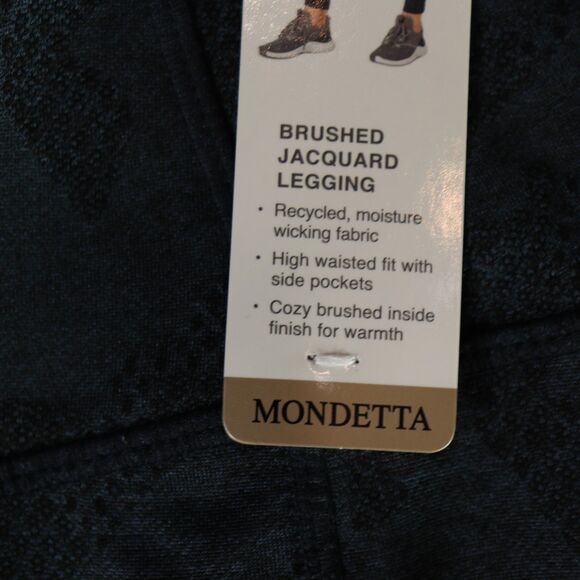 BRUSHED
JACQUARD
LEGGING
• Recycled, moisture
wicking fabric
• High waisted fit with
side pockets
• Cozy brushed inside
finish for warmth
MONDETTA